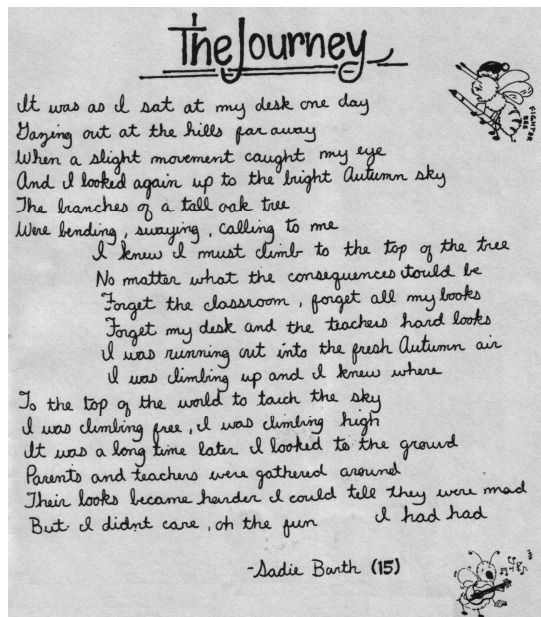 The Journey
FIGHTER BEE
It was as I sat at my desk one day
Gazing out at the hills far away
When a slight movement caught my eye
And I looked again up to the bright Autumn sky
The branches of a tall oak tree
Were bending, swaying, calling to me
I knew I must climb to the top of the tree
No matter what the consequences could be
Forget the classroom, forget all my books
Forget my desk and the teachers hard looks
I was running out into the fresh Autumn air
I was climbing up and I knew where
To the top of the world to touch the sky
I was climbing free, I was climbing high
It was a long time later I looked to the ground
Parents and teachers were gathered around
Their looks became harder I could tell they were mad
But I didnt care, oh the fun I had had
-Sadie Barth (15)